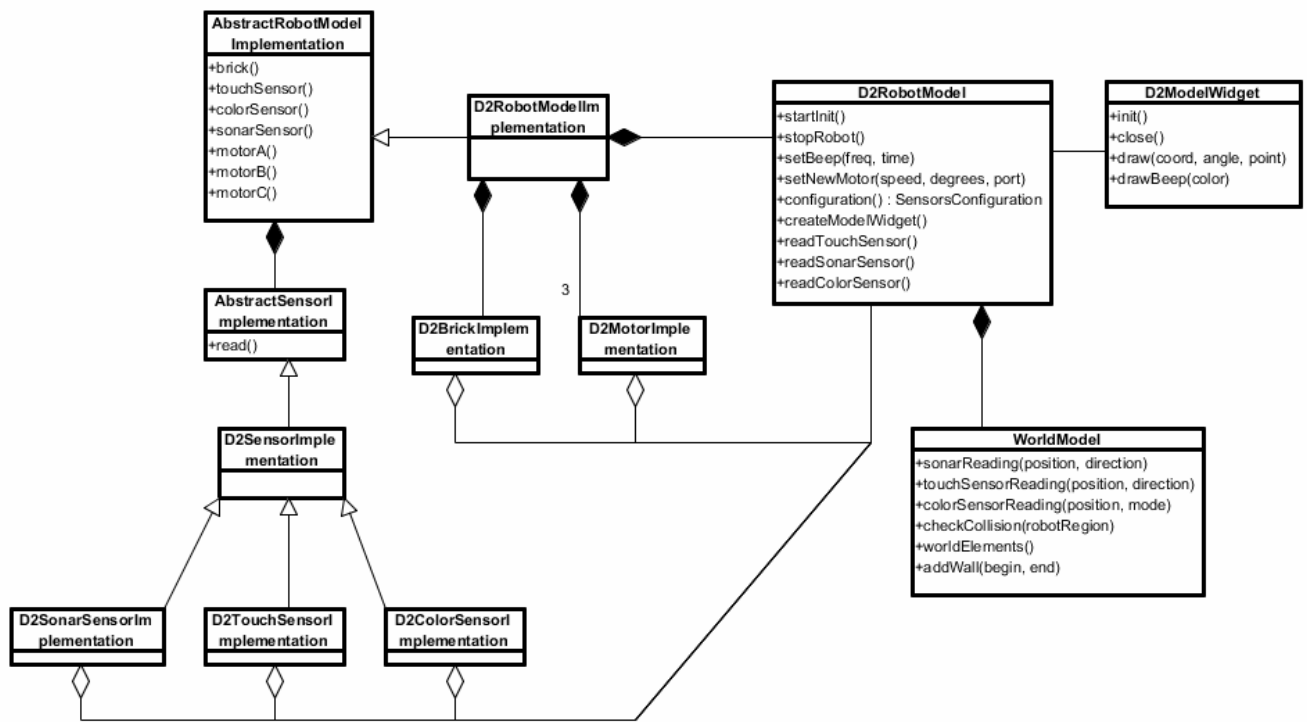 AbstractRobotModel
Implementation
+brick()
+touchSensor()
+colorSensor()
+sonarSensor()
+motorA()
+motorB()
+motorC()
D2RobotModelIm
plementation
D2RobotModel
+startInit()
+stopRobot()
+setBeep(freq, time)
+setNewMotor(speed, degrees, port)
+configuration() : SensorsConfiguration
+createModelWidget()
+readTouchSensor()
+readSonarSensor()
+readColorSensor()
D2ModelWidget
+init()
+close()
+draw(coord, angle, point)
+drawBeep(color)
AbstractSensorI
mplementation
+read()
3
D2BrickImplem
entation
D2MotorImple
mentation
D2SensorImple
mentation
WorldModel
+sonarReading(position, direction)
+touchSensorReading(position, direction)
+colorSensorReading(position, mode)
+checkCollision(robotRegion)
+worldElements()
+addWall(begin, end)
D2SonarSensorIm
plementation
D2TouchSensorI
mplementation
D2ColorSensorI
mplementation